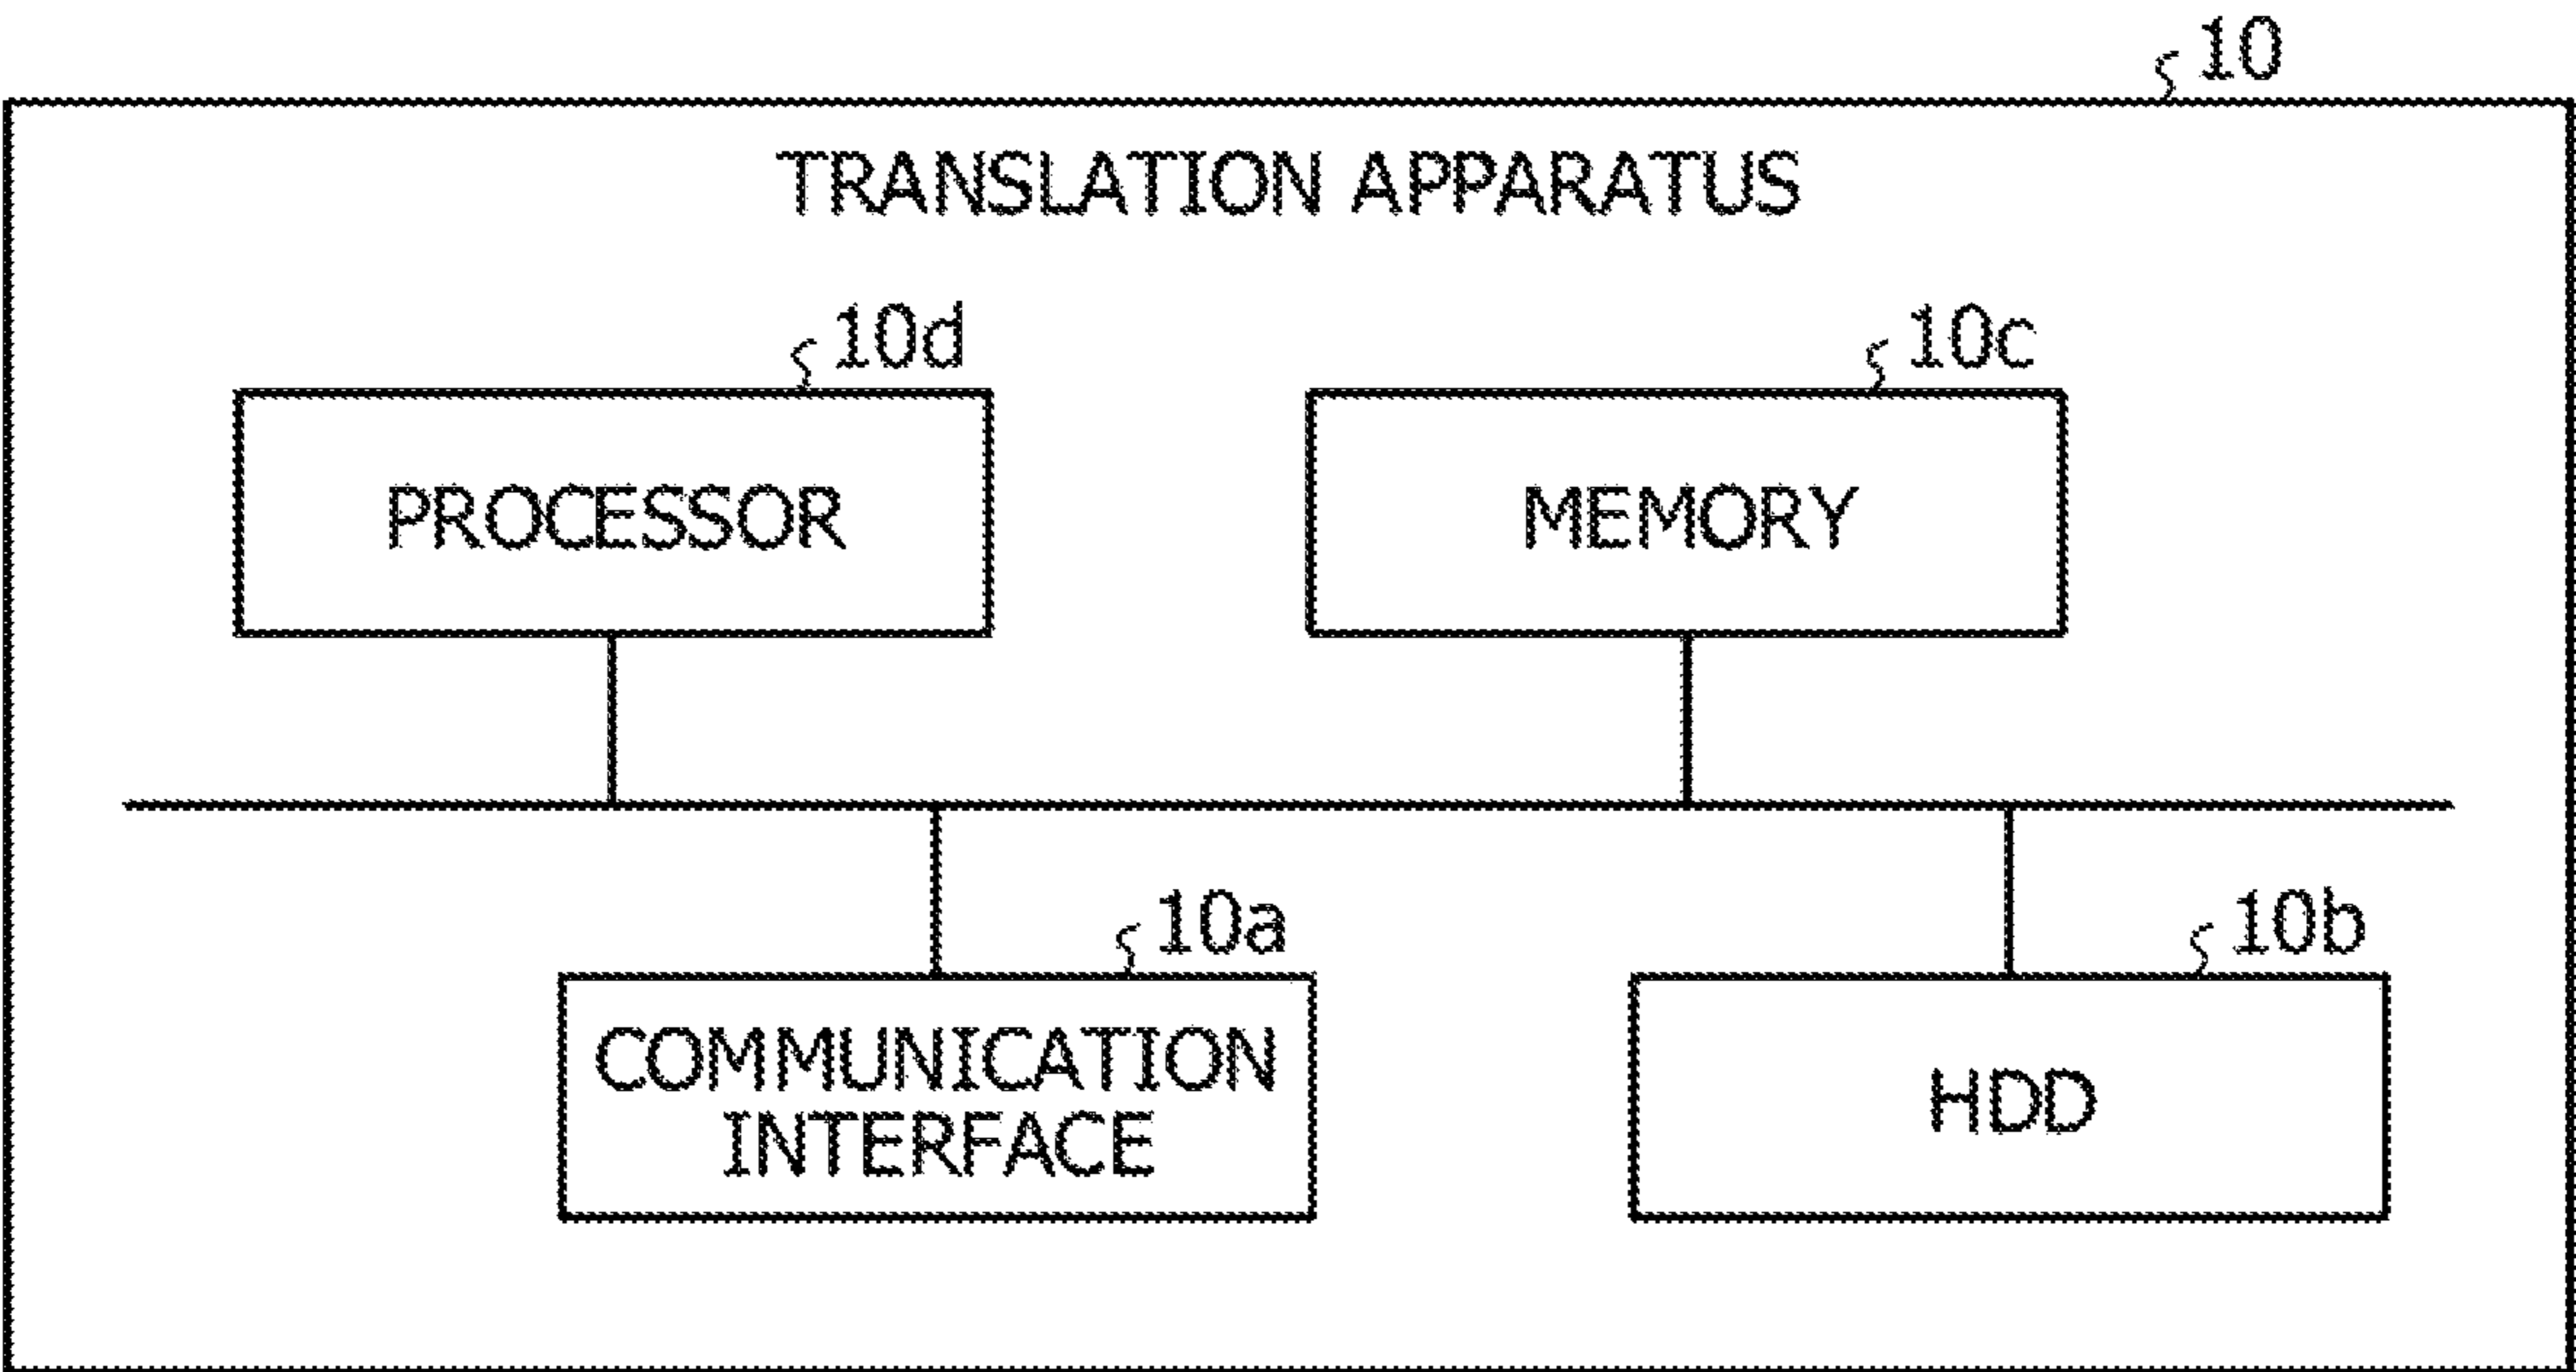 10
TRANSLATION APPARATUS
10d
10c
PROCESSOR
MEMORY
10a
10b
COMMUNICATION
INTERFACE
HDD